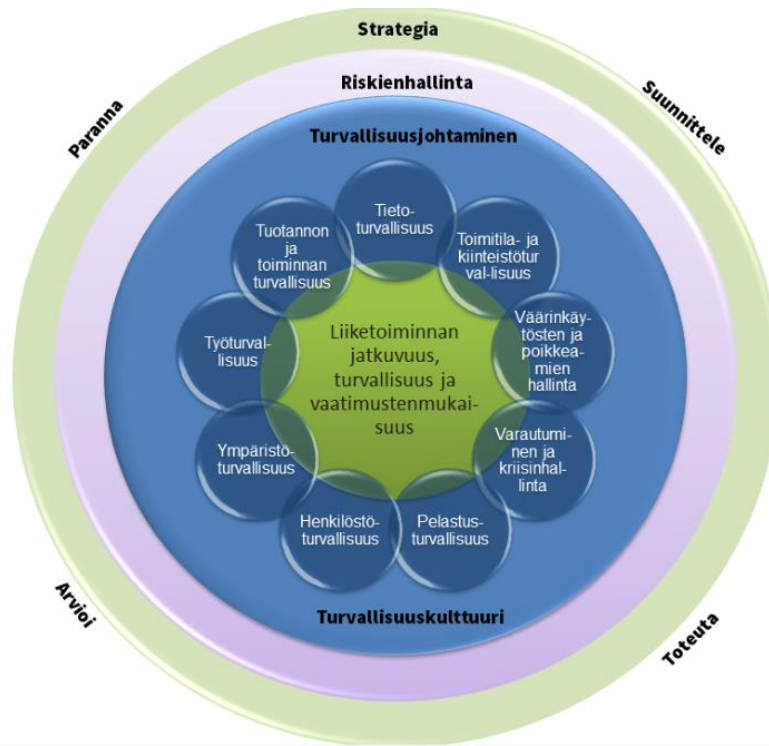 Strategia
Suunnittele
Paranna
Riskienhallinta
Turvallisuusjohtaminen
Tieto-
turvallisuus
Toimitila- ja
kiinteistötur
val-lisuus
Väärinkäy-
tösten ja
poikkea-
mien
hallinta
Varautumi-
nen ja
kriisinhal-
linta
Pelastus-
turvallisuus
Henkilöstö-
turvallisuus
Ympäristö-
turvallisuus
Työturval-
lisuus
Tuotannon
ja
toiminnan
turvallisuus
Liiketoiminnan
jatkuvuus,
turvallisuus ja
vaatimustenmukai-
suus
Turvallisuuskulttuuri
Toteuta
Arvioi